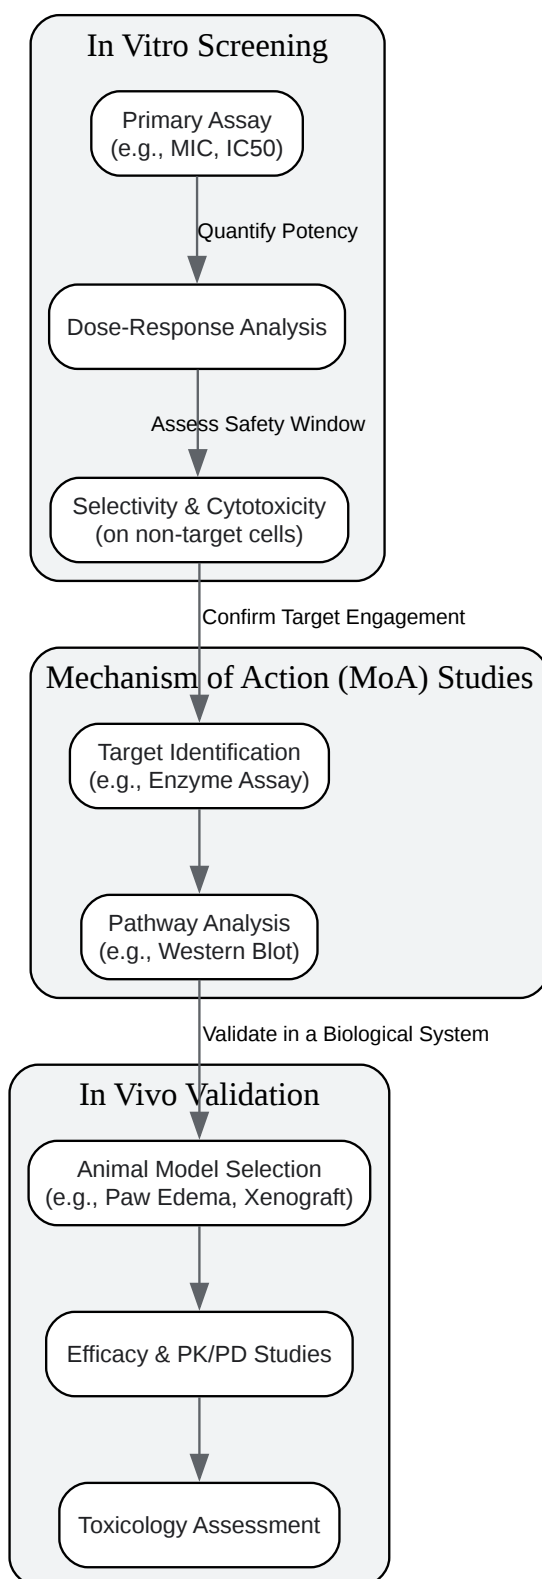 In Vitro Screening
Primary Assay
(e.g., MIC, IC50)
Quantify Potency
Dose-Response Analysis
Assess Safety Window
Selectivity & Cytotoxicity
(on non-target cells)
Confirm Target Engagement
Mechanism of Action (MoA) Studies
Target Identification
(e.g., Enzyme Assay)
Pathway Analysis
(e.g., Western Blot)
Validate in a Biological System
In Vivo Validation
Animal Model Selection
(e.g., Paw Edema, Xenograft)
Efficacy & PK/PD Studies
Toxicology Assessment